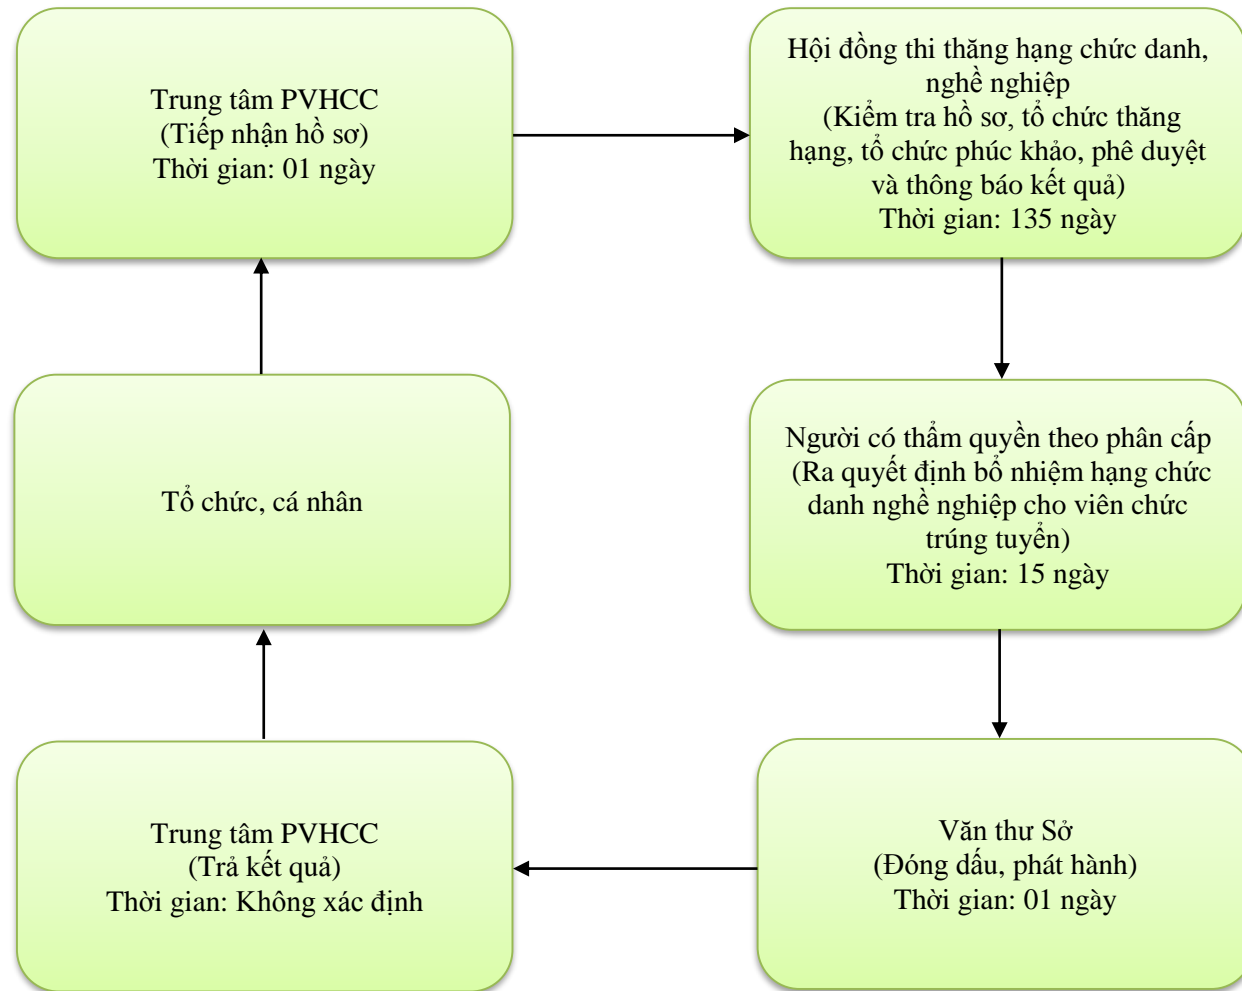 Trung tâm PVHCC
(Tiếp nhận hồ sơ)
Thời gian: 01 ngày
Hội đồng thi thăng hạng chức danh,
nghề nghiệp
(Kiểm tra hồ sơ, tổ chức thăng
hạng, tổ chức phúc khảo, phê duyệt
và thông báo kết quả)
Thời gian: 135 ngày
Tổ chức, cá nhân
Người có thẩm quyền theo phân cấp
(Ra quyết định bổ nhiệm hạng chức
danh nghề nghiệp cho viên chức
trúng tuyển)
Thời gian: 15 ngày
Trung tâm PVHCC
(Trả kết quả)
Thời gian: Không xác định
Văn thư Sở
(Đóng dấu, phát hành)
Thời gian: 01 ngày